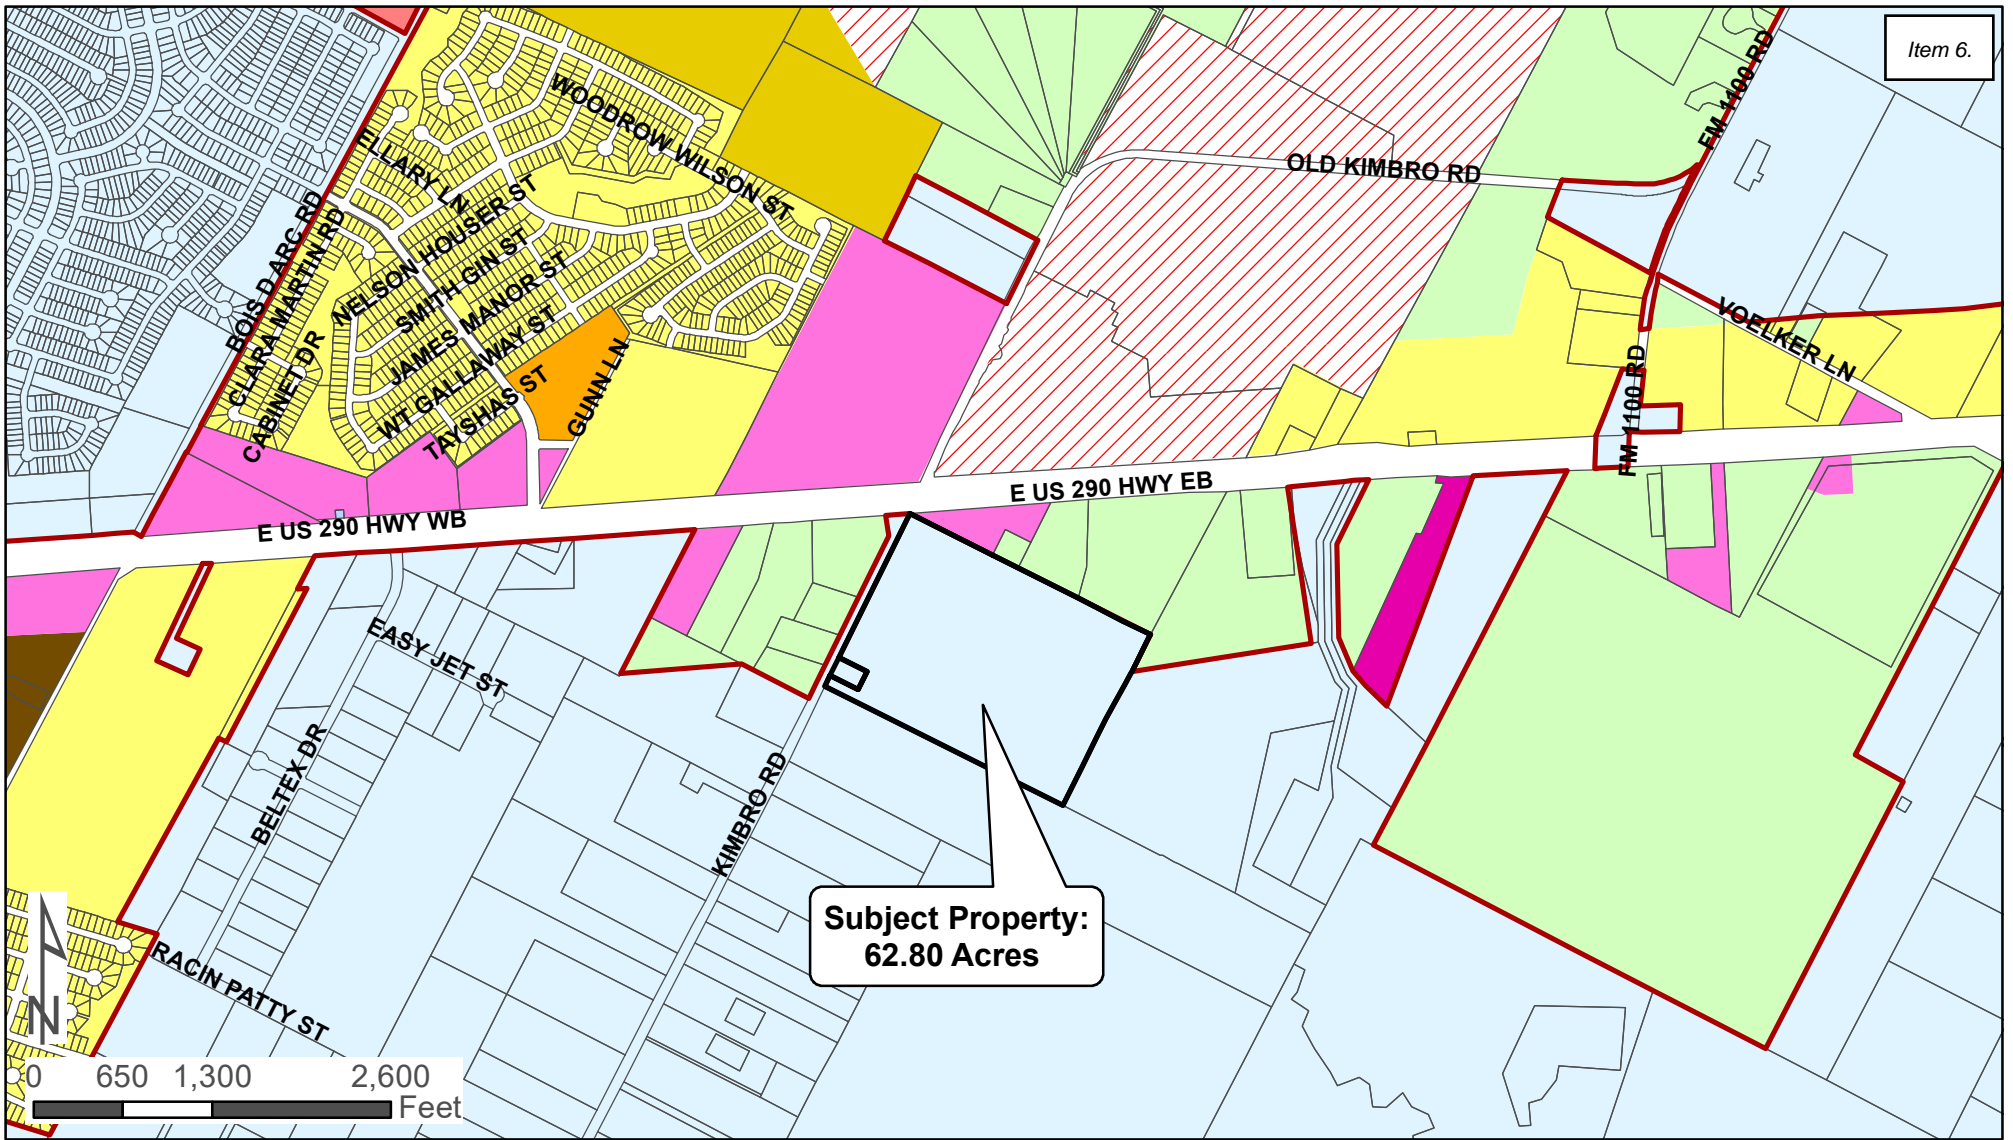 Item 6.
FM 1100 RD
WOODROW WILSON ST
ELLARY LN
OLD KIMBRO RD
BOIS D ARC RD
CLARA MARTIN RD
NELSON HOUSER ST
SMITH GIN ST
JAMES MANOR ST
WT GALLAWAY ST
TAYSHAS ST
CABINET DR
GUNN LN
VOELKER LN
FM 1100 RD
E US 290 HWY EB
E US 290 HWY WB
EASY JET ST
BELTEX DR
KIMBRO RD
Subject Property:
62.80 Acres
RACIN PATTY ST
N
0 650 1,300 2,600
Feet